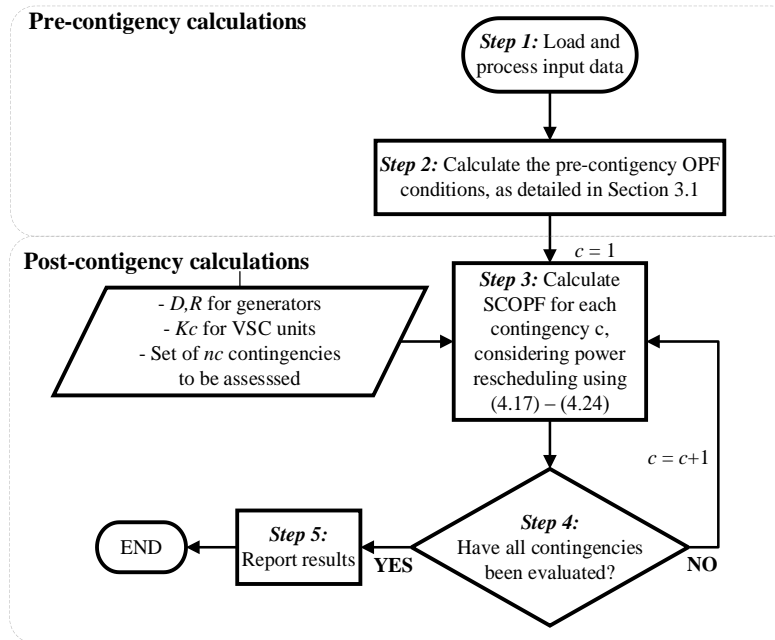 Pre-contigency calculations
Step 1: Load and
process input data
Step 2: Calculate the pre-contigency OPF
conditions, as detailed in Section 3.1
c = 1
Post-contigency calculations
- D,R for generators
- Kc for VSC units
- Set of nc contingencies
to be assesssed
Step 3: Calculate
SCOPF for each
contingency c,
considering power
rescheduling using
(4.17) – (4.24)
c = c+1
Step 4:
Have all contingencies
been evaluated?
NO
YES
Step 5:
Report results
END